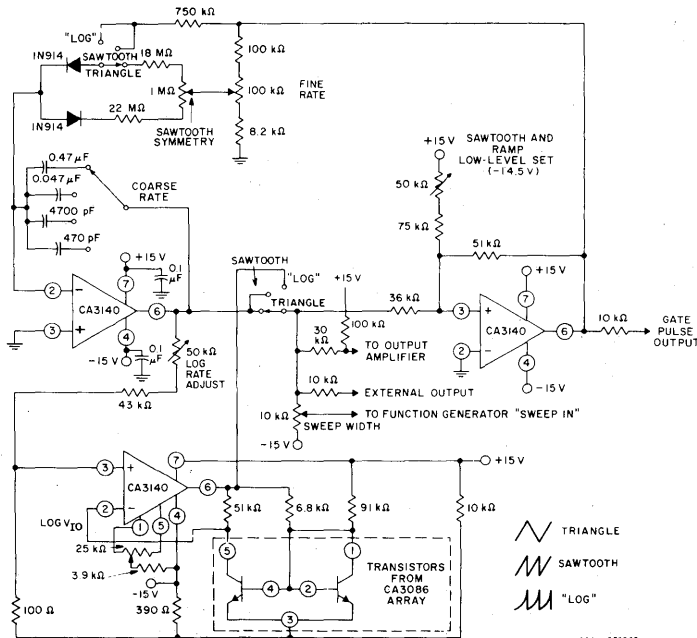 750 kΩ
"LOG"
SAWTOOTH
TRIANGLE
1N914
18 MΩ
1 MΩ
22 MΩ
1N914
SAWTOOTH
SYMMETRY
100 kΩ
100 kΩ
8.2 kΩ
FINE
RATE
0.47 μF
0.047 μF
4700 pF
470 pF
COARSE
RATE
+15 V
0.1
μF
7
2
−
CA3140
6
3
+
4
0.1
μF
-15 V
50 kΩ
LOG
RATE
ADJUST
43 kΩ
SAWTOOTH
"LOG"
TRIANGLE
+15 V
100 kΩ
30
kΩ
TO OUTPUT
AMPLIFIER
10 kΩ
EXTERNAL OUTPUT
10 kΩ
TO FUNCTION GENERATOR "SWEEP IN"
SWEEP WIDTH
-15 V
+15 V
SAWTOOTH AND
RAMP
LOW-LEVEL SET
(-14.5 V)
50 kΩ
75 kΩ
51 kΩ
36 kΩ
+15 V
7
3
+
CA3140
6
2
−
4
-15 V
10 kΩ
GATE
PULSE
OUTPUT
3
+
CA3140
7
6
2
−
1
5
4
LOG VIO
25 kΩ
3.9 kΩ
-15 V
100 Ω
390 Ω
51 kΩ
6.8 kΩ
91 kΩ
10 kΩ
+15 V
5
1
4
2
3
TRANSISTORS
FROM
CA3086
ARRAY
TRIANGLE
SAWTOOTH
"LOG"